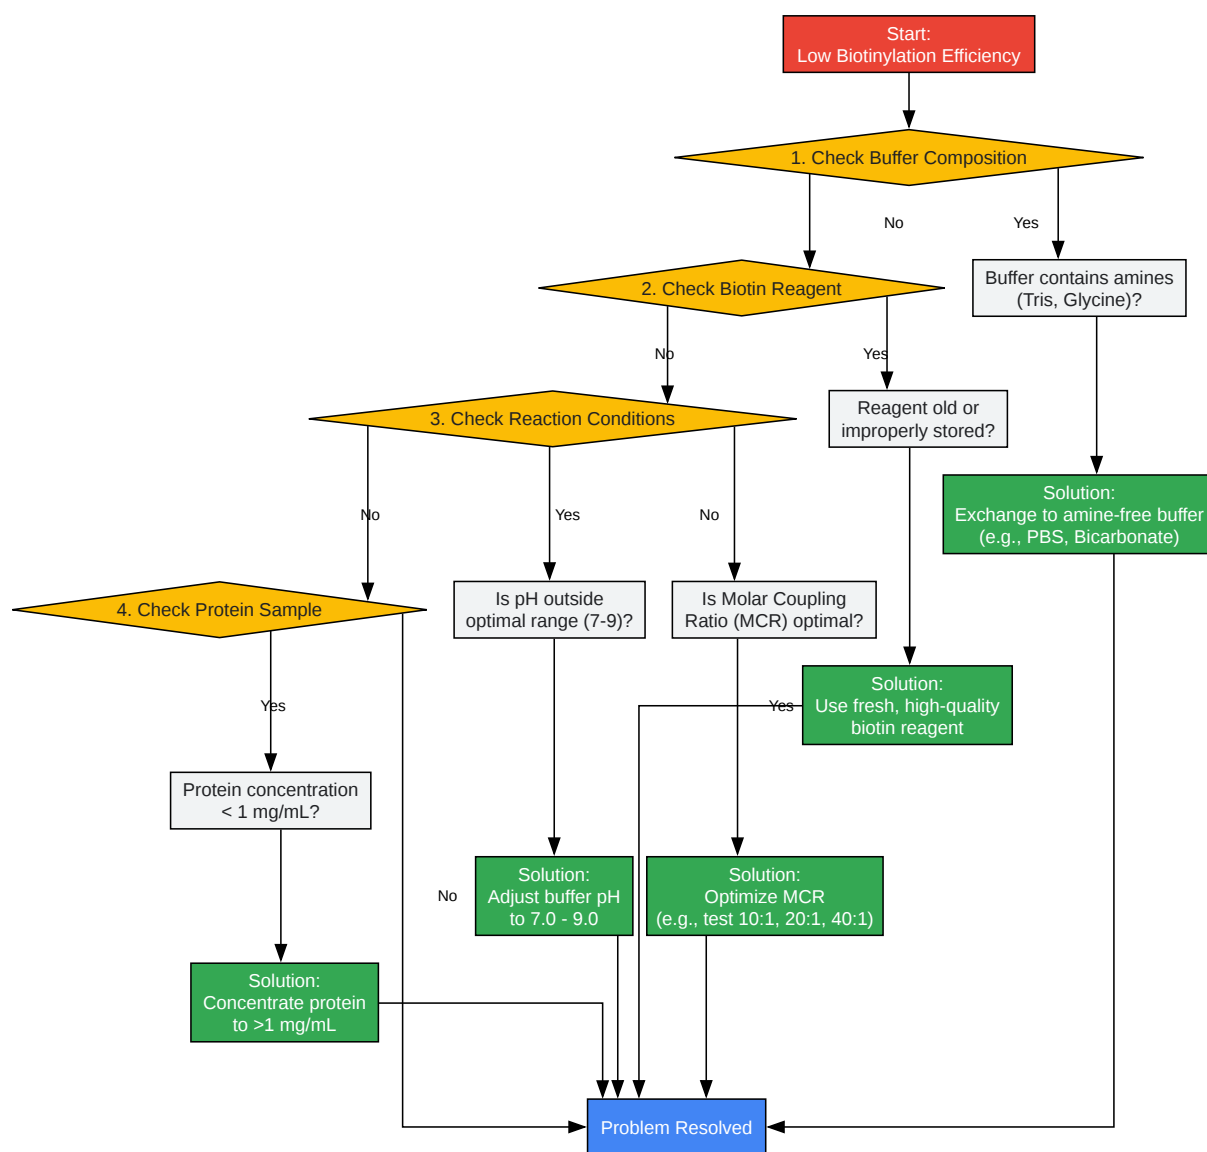 Start:
Low Biotinylation Efficiency
1. Check Buffer Composition
No
Yes
2. Check Biotin Reagent
Buffer contains amines
(Tris, Glycine)?
No
Yes
3. Check Reaction Conditions
Reagent old or
improperly stored?
Solution:
Exchange to amine-free buffer
(e.g., PBS, Bicarbonate)
No
Yes
No
4. Check Protein Sample
Is pH outside
optimal range (7-9)?
Is Molar Coupling
Ratio (MCR) optimal?
Solution:
Use fresh, high-quality
biotin reagent
Yes
Yes
Protein concentration
< 1 mg/mL?
No
Solution:
Adjust buffer pH
to 7.0 - 9.0
Solution:
Optimize MCR
(e.g., test 10:1, 20:1, 40:1)
Solution:
Concentrate protein
to >1 mg/mL
Problem Resolved